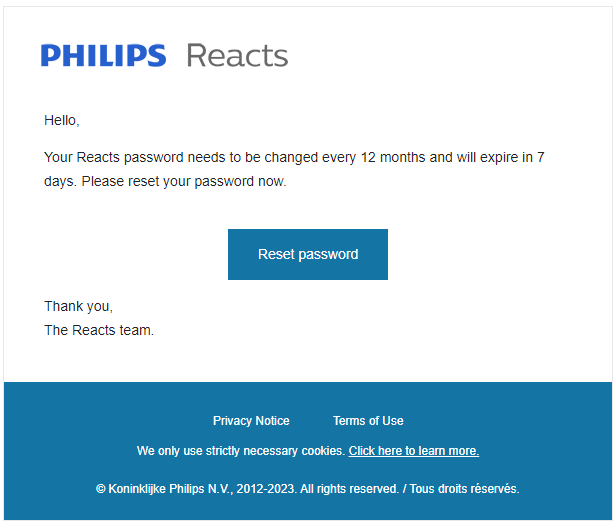 PHILIPS Reacts
Hello,
Your Reacts password needs to be changed every 12 months and will expire in 7
days. Please reset your password now.
Reset password
Thank you,
The Reacts team.
Privacy Notice Terms of Use
We only use strictly necessary cookies. Click here to learn more.
© Koninklijke Philips N.V., 2012-2023. All rights reserved. / Tous droits réservés.